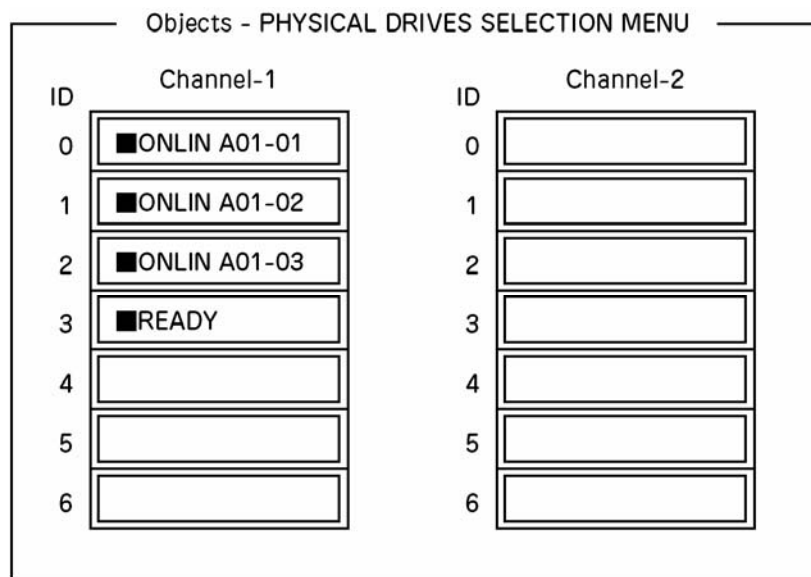 Objects - PHYSICAL DRIVES SELECTION MENU
Channel-1
ID
0 ■ONLIN A01-01
1 ■ONLIN A01-02
2 ■ONLIN A01-03
3 ■READY
4
5
6
Channel-2
ID
0
1
2
3
4
5
6